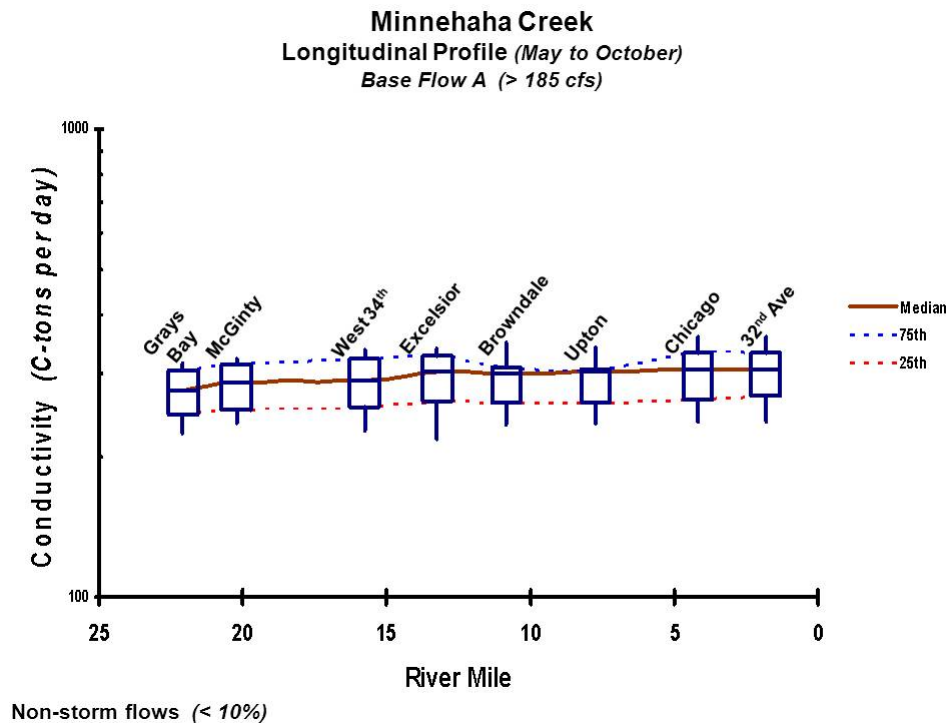 Minnehaha Creek
Longitudinal Profile (May to October)
Base Flow A (> 185 cfs)
Conductivity (C-tons per day)
1000
300
200
100
Grays
Bay
McGinty
West 34th
Excelsior
Browndale
Upton
Chicago
32nd Ave
Median
75th
25th
25
20
15
10
5
0
River Mile
Non-storm flows (< 10%)